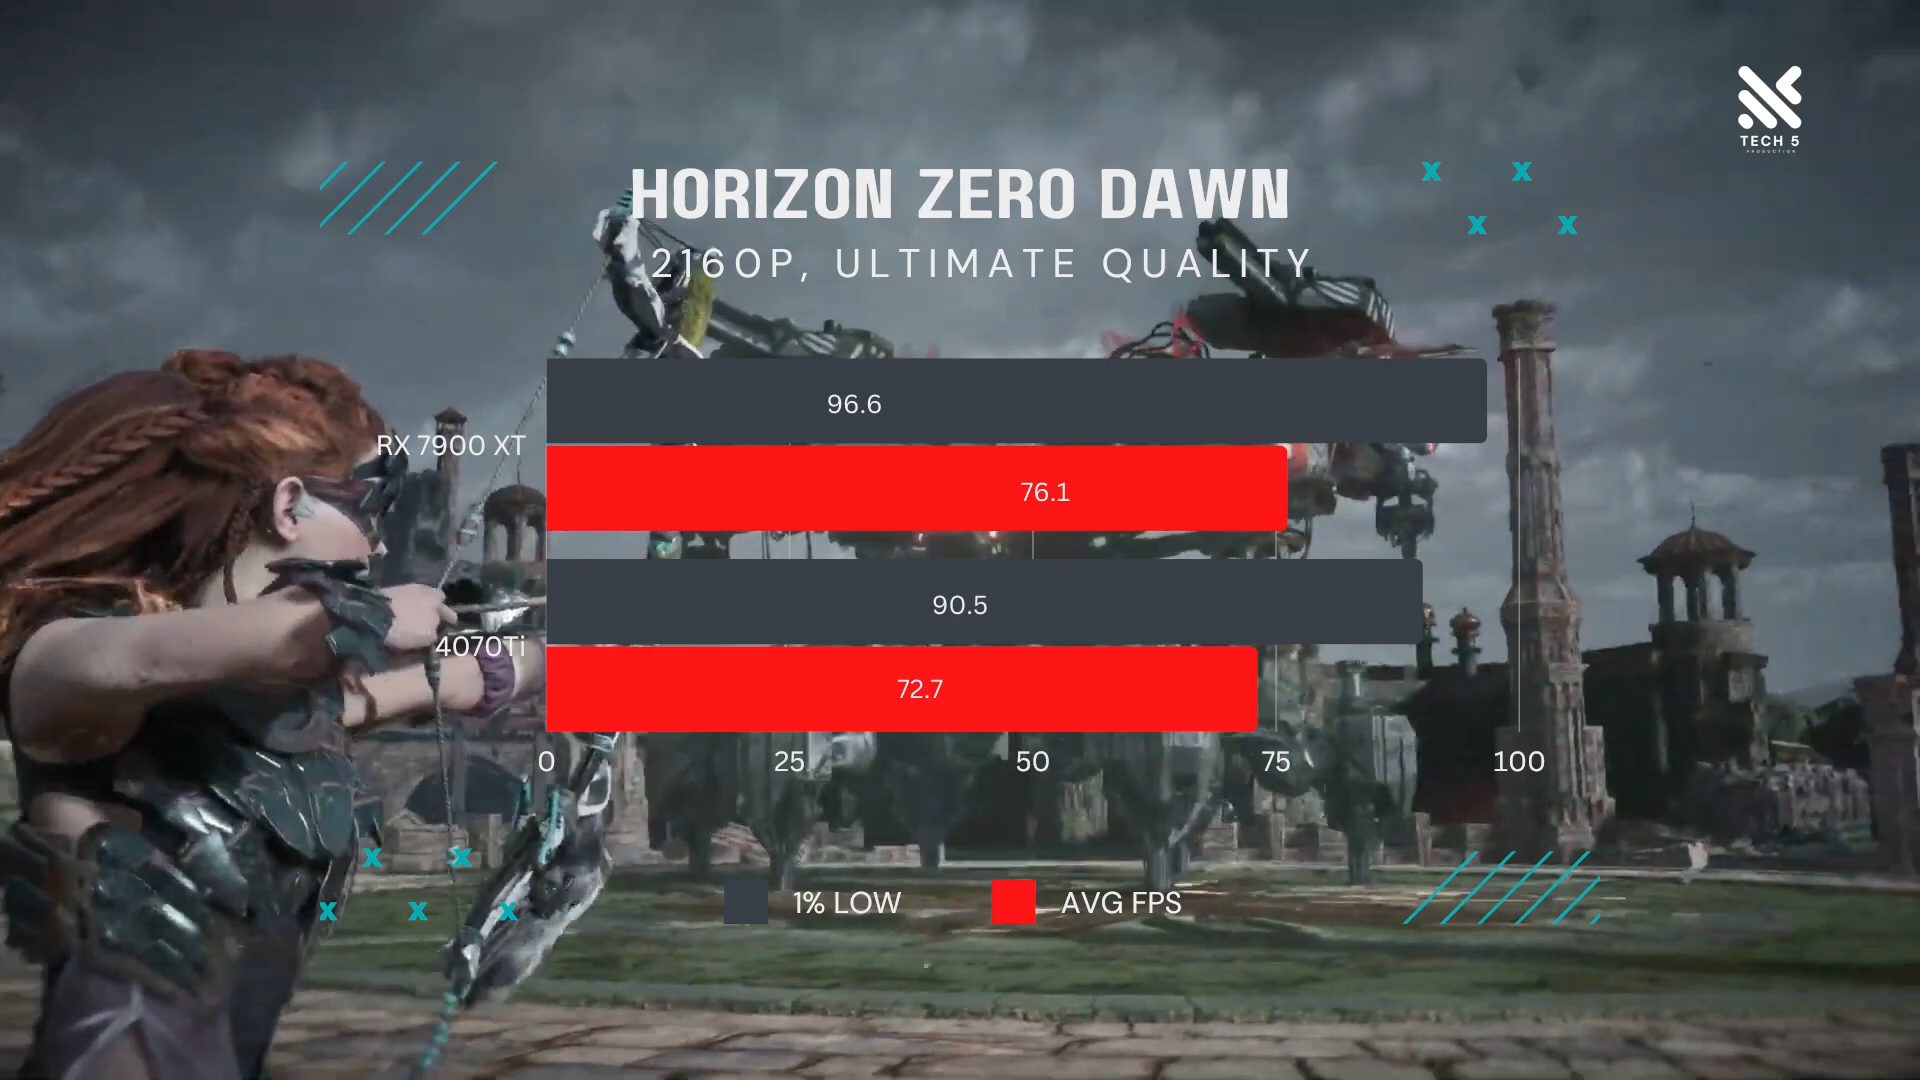 TECH 5
PRODUCTION
HORIZON ZERO DAWN
2160P, ULTIMATE QUALITY
96.6
RX 7900 XT
76.1
90.5
4070Ti
72.7
0 25 50 75 100
1% LOW AVG FPS